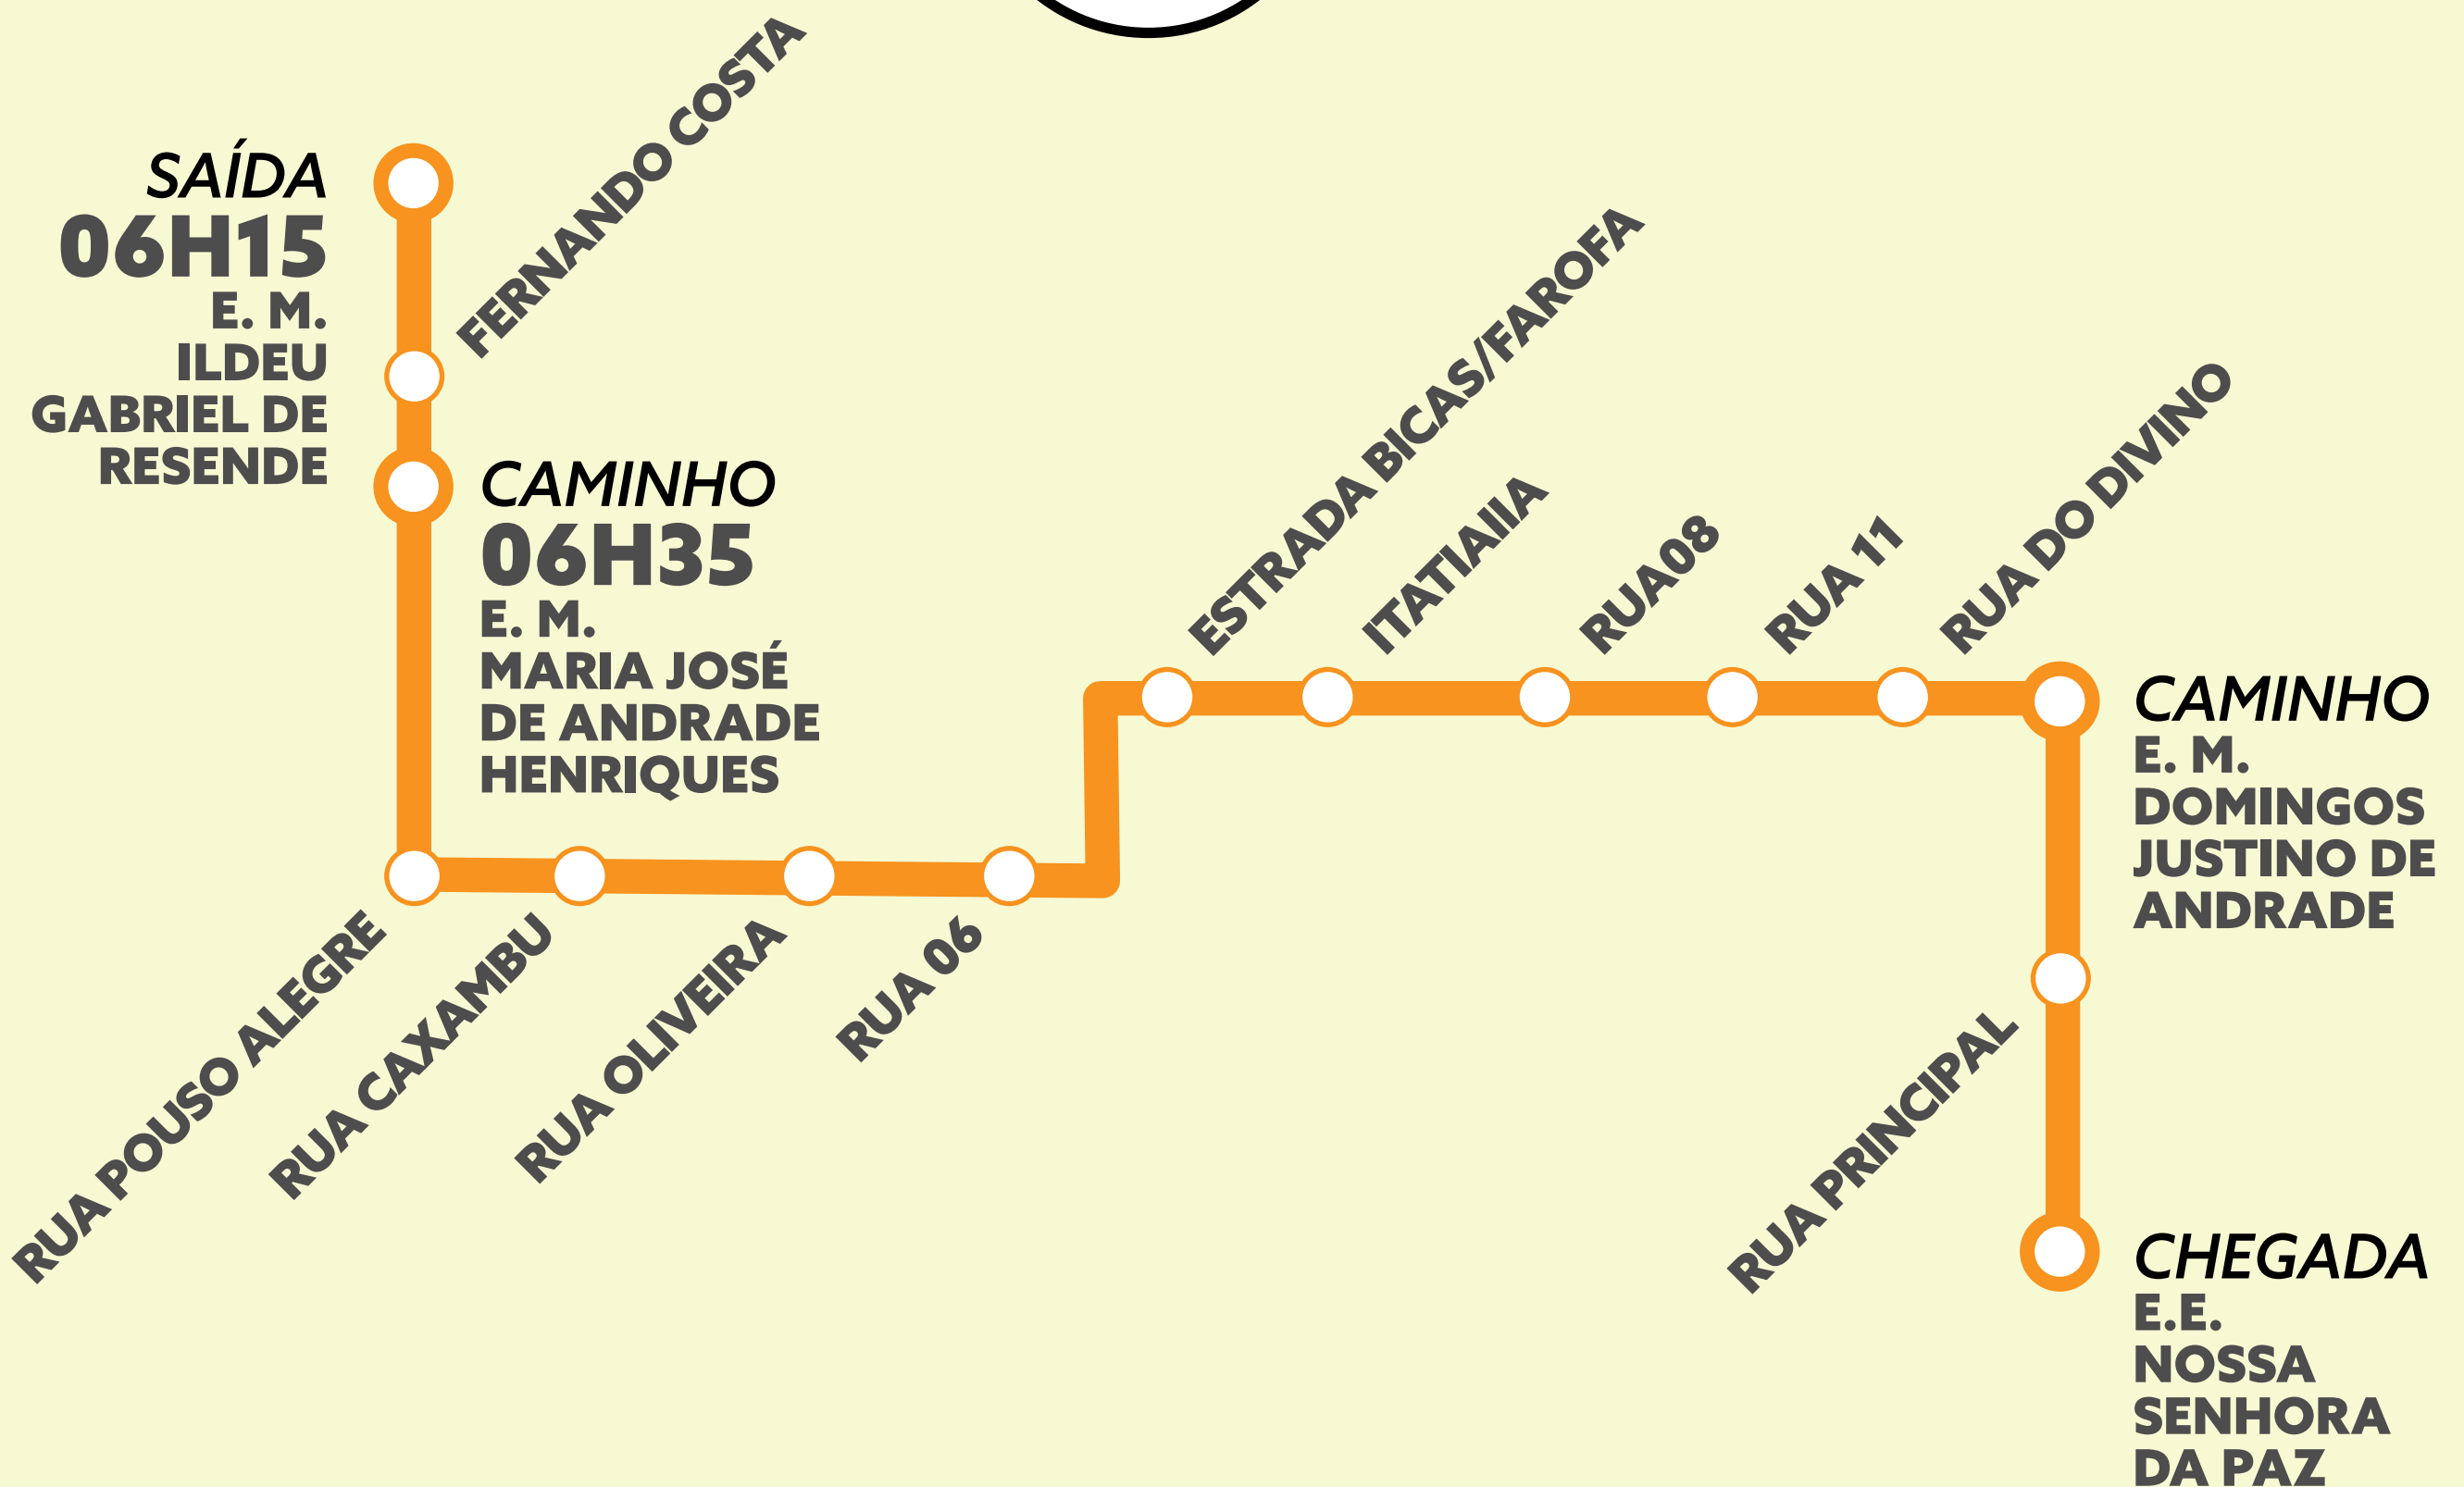 SAÍDA
06H15
E. M.
ILDEU
GABRIEL DE
RESENDE
FERNANDO COSTA
CAMINHO
06H35
E. M.
MARIA JOSÉ
DE ANDRADE
HENRIQUES
RUA POUSO ALEGRE
RUA CAXAMBU
RUA OLIVEIRA
RUA 06
ESTRADA BICAS/FAROFA
ITATIAIIA
RUA 08
RUA 11
RUA DO DIVINO
CAMINHO
E. M.
DOMINGOS
JUSTINO DE
ANDRADE
RUA PRINCIPAL
CHEGADA
E.E.
NOSSA
SENHORA
DA PAZ